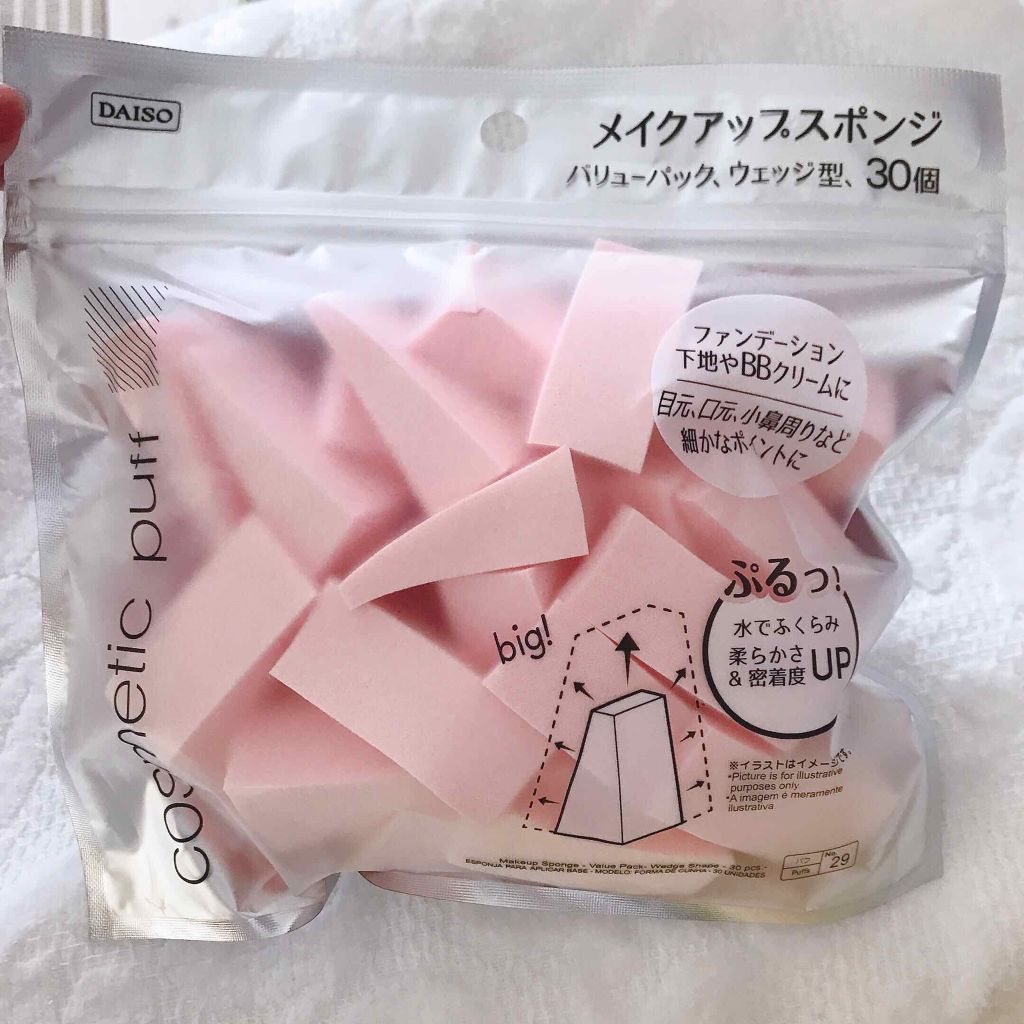 DAISO
メイクアップスポンジ
バリューパック、ウェッジ型、30個
cosmetic puff
ファンデーション
下地やBBクリームに
目元、口元、小鼻周りなど
細かなポイントに
ぷるっ!
水でふくらみ
柔らかさ
&密着度 UP
big!
※イラストはイメージです。
•Picture is for illustrative
purposes only.
•A imagem é meramente
ilustrativa
Makeup Sponge - Value Pack- Wedge Shape - 30 pcs -
ESPONJA PARA APLICAR BASE - MODELO: FORMA DE CUNHA - 30 UNIDADES
パフ
Puffs
No. 29